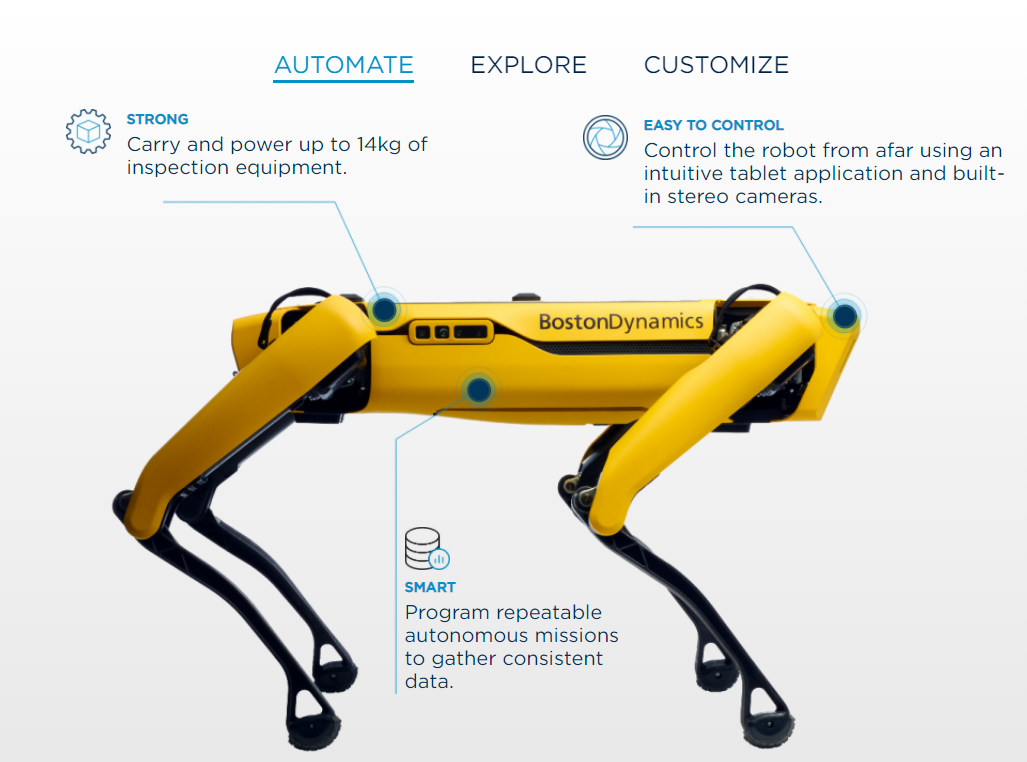 AUTOMATE EXPLORE CUSTOMIZE
STRONG
Carry and power up to 14kg of
inspection equipment.
EASY TO CONTROL
Control the robot from afar using an
intuitive tablet application and built-
in stereo cameras.
BostonDynamics
SMART
Program repeatable
autonomous missions
to gather consistent
data.